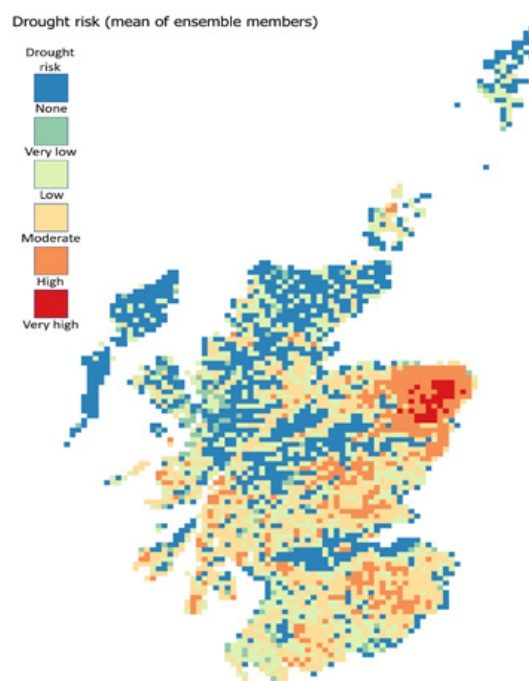 Drought risk (mean of ensemble members)
Drought
risk
None
Very low
Low
Moderate
High
Very high